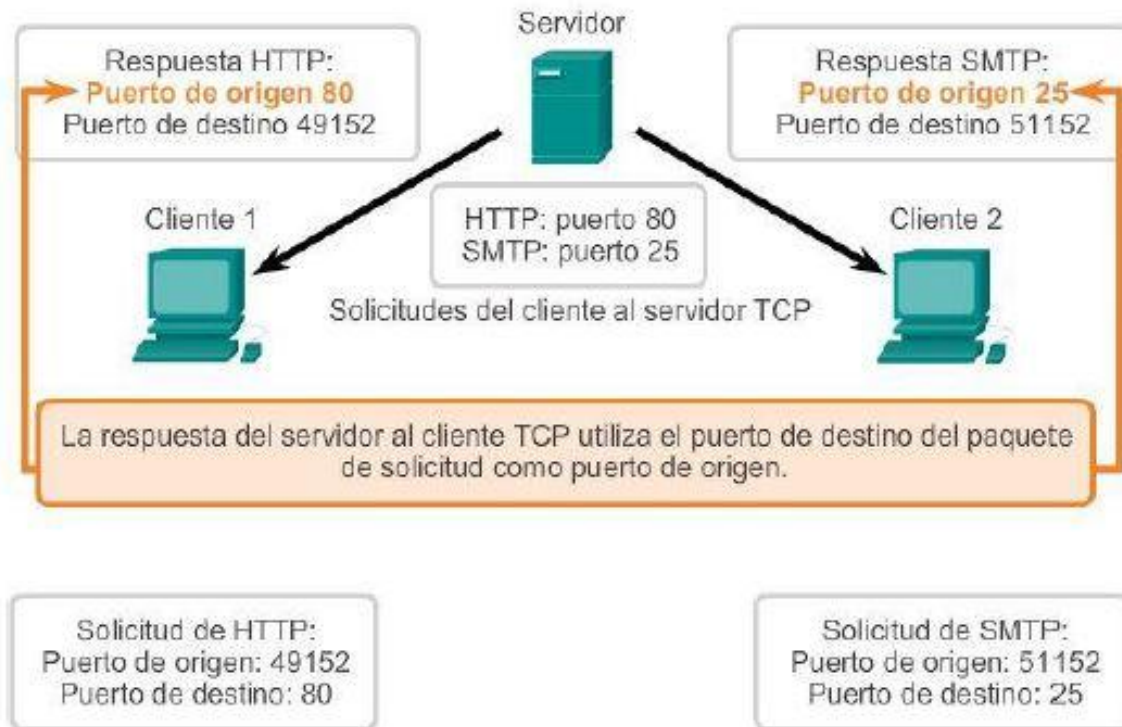 Servidor
Respuesta HTTP:
Puerto de origen 80
Puerto de destino 49152
Respuesta SMTP:
Puerto de origen 25
Puerto de destino 51152
Cliente 1
HTTP: puerto 80
SMTP: puerto 25
Cliente 2
Solicitudes del cliente al servidor TCP
La respuesta del servidor al cliente TCP utiliza el puerto de destino del paquete
de solicitud como puerto de origen.
Solicitud de HTTP:
Puerto de origen: 49152
Puerto de destino: 80
Solicitud de SMTP:
Puerto de origen: 51152
Puerto de destino: 25